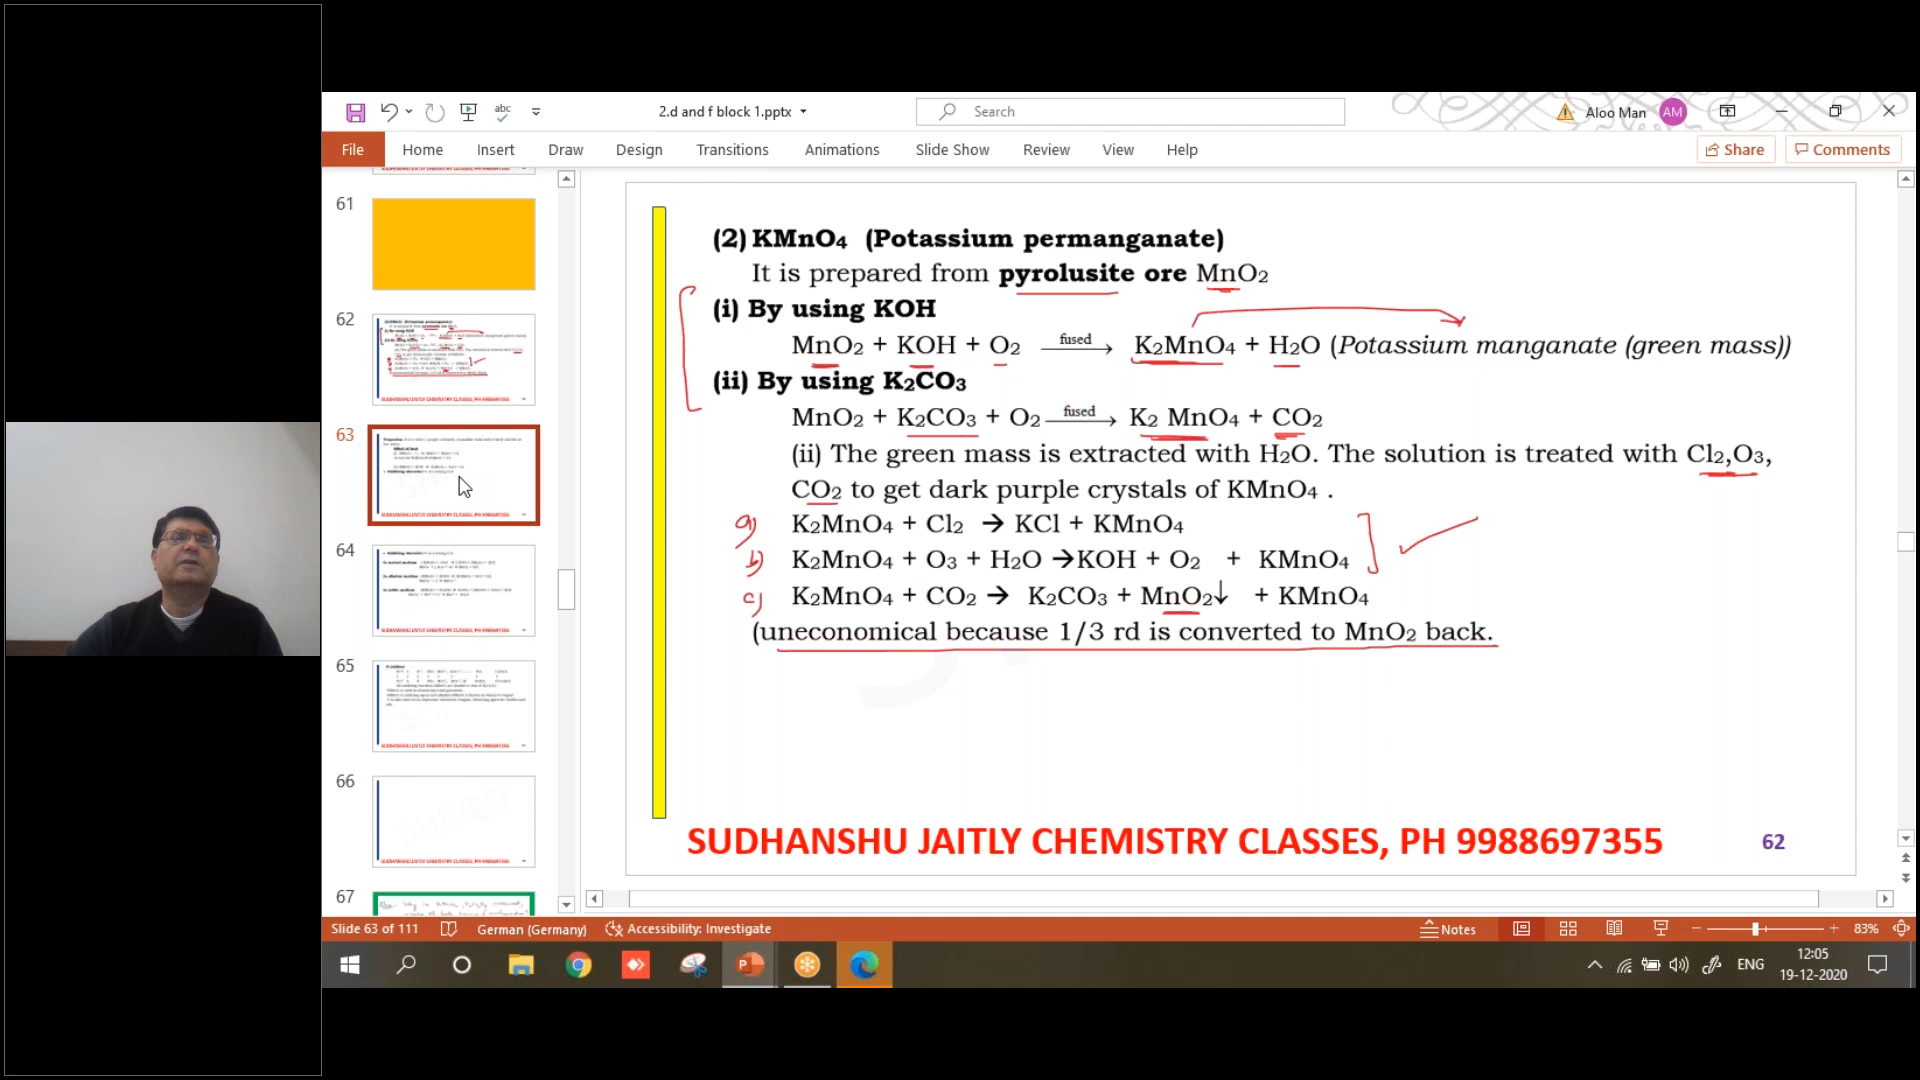 abc
2.d and f block 1.pptx
Search
Aloo Man
AM
File
Home
Insert
Draw
Design
Transitions
Animations
Slide Show
Review
View
Help
Share
Comments
61
62
63
64
65
66
67
(2) KMnO4 (Potassium permanganate)
It is prepared from pyrolusite ore MnO2
(i) By using KOH
MnO2 + KOH + O2 fused → K2MnO4 + H2O (Potassium manganate (green mass))
(ii) By using K2CO3
MnO2 + K2CO3 + O2 fused → K2 MnO4 + CO2
(ii) The green mass is extracted with H2O. The solution is treated with Cl2,O3,
CO2 to get dark purple crystals of KMnO4 .
a) K2MnO4 + Cl2 → KCl + KMnO4
b) K2MnO4 + O3 + H2O →KOH + O2 + KMnO4
c) K2MnO4 + CO2 → K2CO3 + MnO2↓ + KMnO4
(uneconomical because 1/3 rd is converted to MnO2 back.
SUDHANSHU JAITLY CHEMISTRY CLASSES, PH 9988697355
62
Slide 63 of 111
German (Germany)
Accessibility: Investigate
Notes
83%
ENG
12:05
19-12-2020